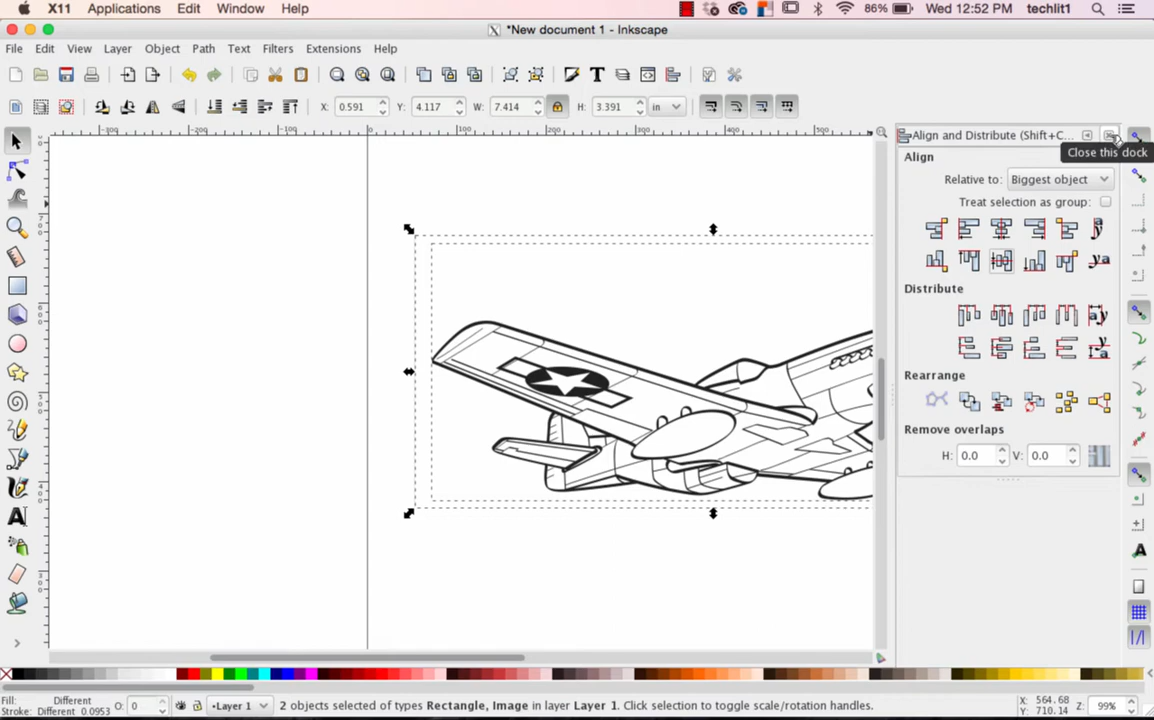 X11 Applications Edit Window Help 86% Wed 12:52 PM techlit1
*New document 1 - Inkscape
File Edit View Layer Object Path Text Filters Extensions Help
X: 0.591 Y: 4.117 W: 7.414 H: 3.391 in
Align and Distribute (Shift+C...
Close this dock
Align
Relative to: Biggest object
Treat selection as group:
Distribute
Rearrange
Remove overlaps
H: 0.0 V: 0.0
Fill: Different
Stroke: Different 0.0953 O: 0 •Layer 1 2 objects selected of types Rectangle, Image in layer Layer 1. Click selection to toggle scale/rotation handles.
X: 564.68
Y: 710.14 Z: 99%